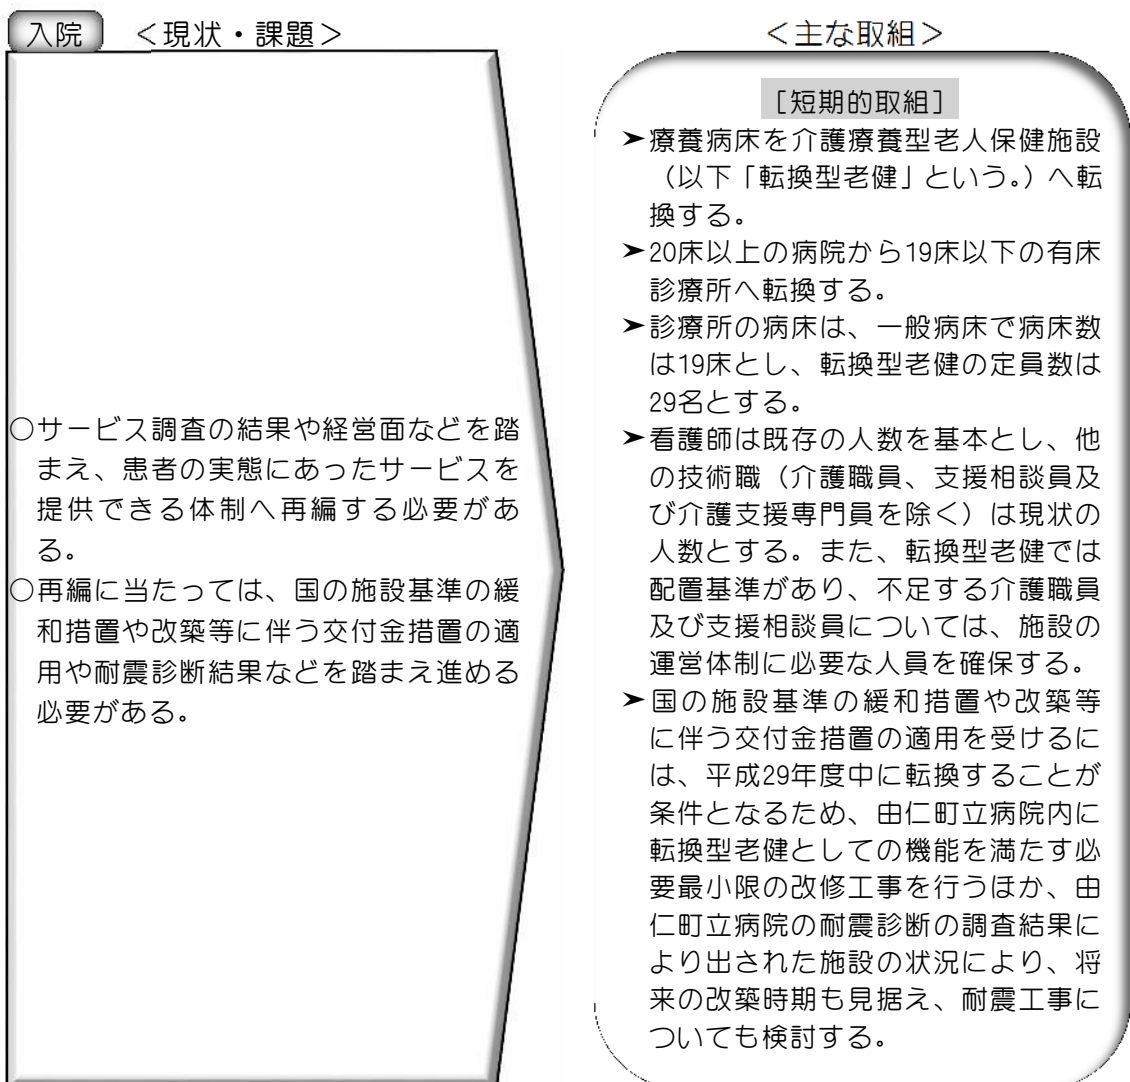 入院　＜現状・課題＞
○サービス調査の結果や経営面などを踏
まえ、患者の実態にあったサービスを
提供できる体制へ再編する必要があ
る。
○再編に当たっては、国の施設基準の緩
和措置や改築等に伴う交付金措置の適
用や耐震診断結果などを踏まえ進める
必要がある。
＜主な取組＞
［短期的取組］
➤療養病床を介護療養型老人保健施設
（以下「転換型老健」という。）へ転
換する。
➤20床以上の病院から19床以下の有床
診療所へ転換する。
➤診療所の病床は、一般病床で病床数
は19床とし、転換型老健の定員数は
29名とする。
➤看護師は既存の人数を基本とし、他
の技術職（介護職員、支援相談員及
び介護支援専門員を除く）は現状の
人数とする。また、転換型老健では
配置基準があり、不足する介護職員
及び支援相談員については、施設の
運営体制に必要な人員を確保する。
➤国の施設基準の緩和措置や改築等
に伴う交付金措置の適用を受けるに
は、平成29年度中に転換することが
条件となるため、由仁町立病院内に
転換型老健としての機能を満たす必
要最小限の改修工事を行うほか、由
仁町立病院の耐震診断の調査結果に
より出された施設の状況により、将
来の改築時期も見据え、耐震工事に
ついても検討する。